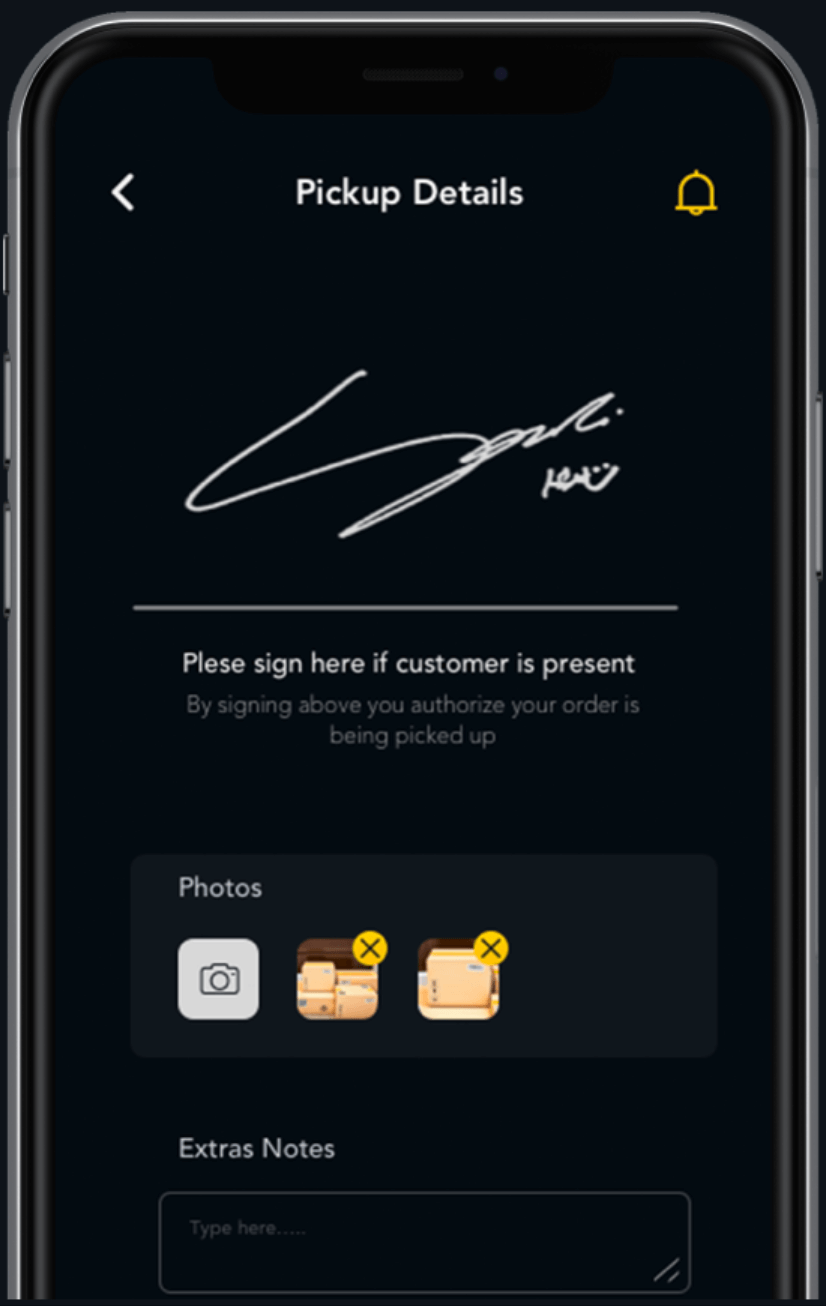 Pickup Details
Plese sign here if customer is present
By signing above you authorize your order is
being picked up
Photos
Extras Notes
Type here.....